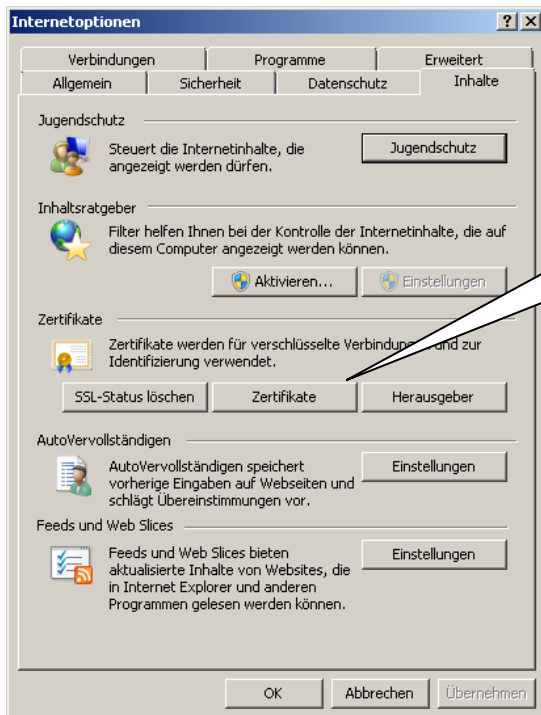 Internetoptionen
Verbindungen Programme Erweitert
Allgemein Sicherheit Datenschutz Inhalte
Jugendschutz
Steuert die Internetinhalte, die
angezeigt werden dürfen.
Jugendschutz
Inhaltsratgeber
Filter helfen Ihnen bei der Kontrolle der Internetinhalte, die auf
diesem Computer angezeigt werden können.
Aktivieren... Einstellungen
Zertifikate
Zertifikate werden für verschlüsselte Verbindungen und zur
Identifizierung verwendet.
SSL-Status löschen Zertifikate Herausgeber
AutoVervollständigen
AutoVervollständigen speichert
vorherige Eingaben auf Webseiten und
schlägt Übereinstimmungen vor.
Einstellungen
Feeds und Web Slices
Feeds und Web Slices bieten
aktualisierte Inhalte von Websites, die
in Internet Explorer und anderen
Programmen gelesen werden können.
Einstellungen
OK Abbrechen Übernehmen